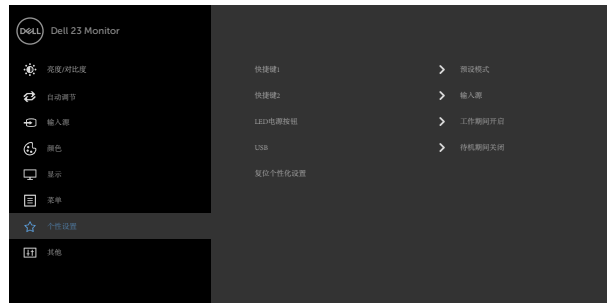 DELL Dell 23 Monitor
亮度/对比度
自动调节
输入源
颜色
显示
菜单
个性设置
其他
快捷键1 预设模式
快捷键2 输入源
LED电源按钮 工作期间开启
USB 待机期间关闭
复位个性化设置